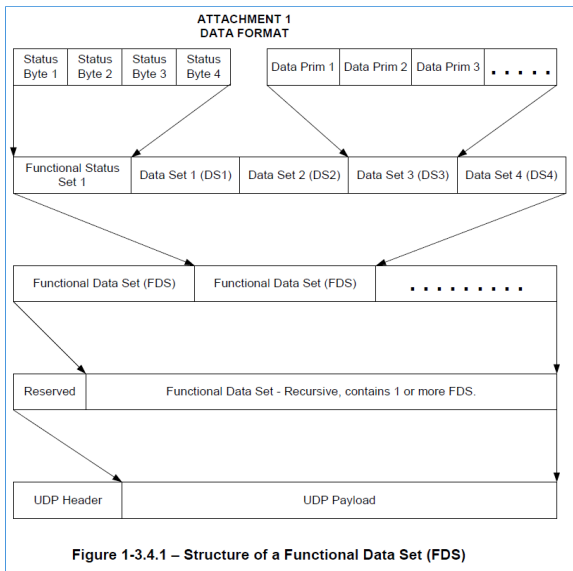 ATTACHMENT 1
DATA FORMAT
Status Status Status Status
Byte 1 Byte 2 Byte 3 Byte 4
Data Prim 1 Data Prim 2 Data Prim 3 . . . . .
Functional Status
Set 1
Data Set 1 (DS1) Data Set 2 (DS2) Data Set 3 (DS3) Data Set 4 (DS4)
Functional Data Set (FDS) Functional Data Set (FDS) . . . . . . . . .
Reserved Functional Data Set - Recursive, contains 1 or more FDS.
UDP Header UDP Payload
Figure 1-3.4.1 – Structure of a Functional Data Set (FDS)